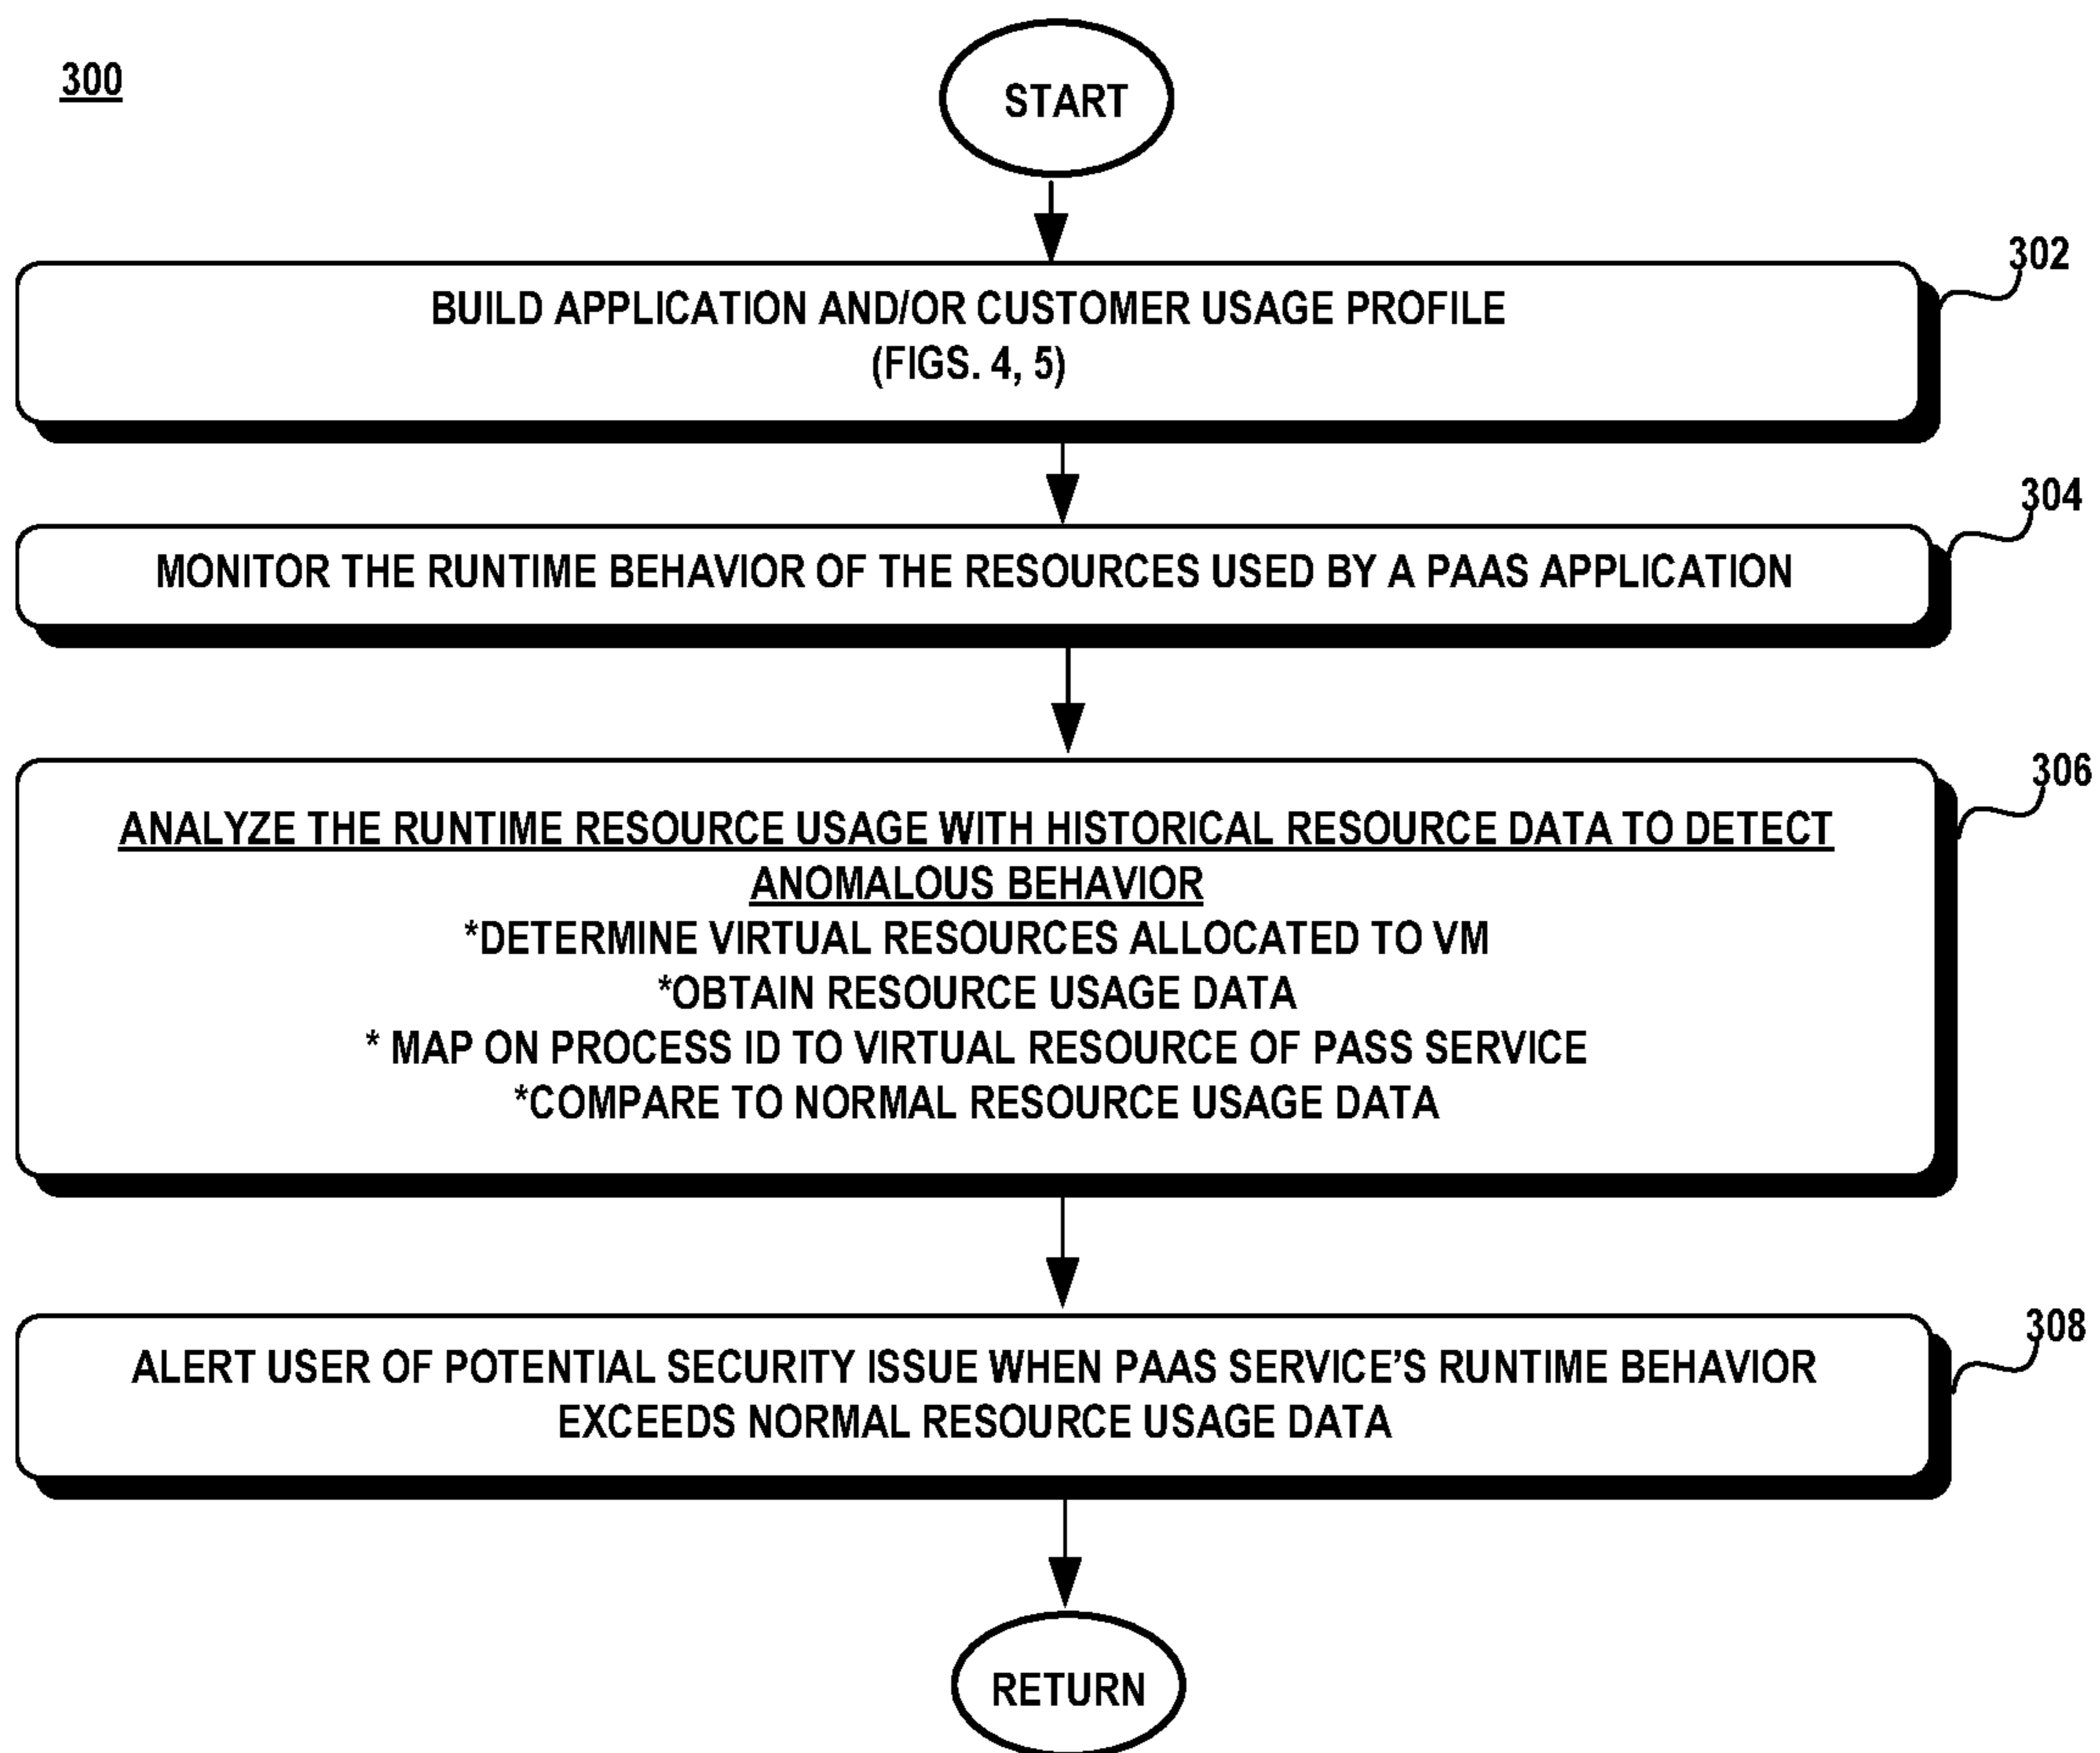 300
START
302
BUILD APPLICATION AND/OR CUSTOMER USAGE PROFILE
(FIGS. 4, 5)
304
MONITOR THE RUNTIME BEHAVIOR OF THE RESOURCES USED BY A PAAS APPLICATION
306
ANALYZE THE RUNTIME RESOURCE USAGE WITH HISTORICAL RESOURCE DATA TO DETECT
ANOMALOUS BEHAVIOR
*DETERMINE VIRTUAL RESOURCES ALLOCATED TO VM
*OBTAIN RESOURCE USAGE DATA
* MAP ON PROCESS ID TO VIRTUAL RESOURCE OF PASS SERVICE
*COMPARE TO NORMAL RESOURCE USAGE DATA
308
ALERT USER OF POTENTIAL SECURITY ISSUE WHEN PAAS SERVICE’S RUNTIME BEHAVIOR
EXCEEDS NORMAL RESOURCE USAGE DATA
RETURN